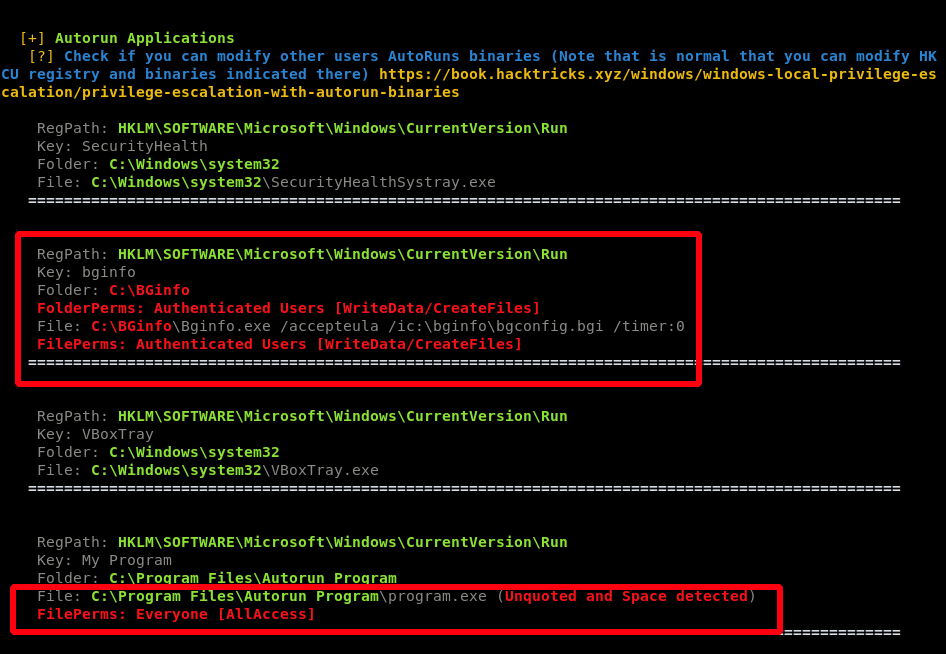 [+] Autorun Applications
[?] Check if you can modify other users AutoRuns binaries (Note that is normal that you can modify HK
CU registry and binaries indicated there) https://book.hacktricks.xyz/windows/windows-local-privilege-es
calation/privilege-escalation-with-autorun-binaries
RegPath: HKLM\SOFTWARE\Microsoft\Windows\CurrentVersion\Run
Key: SecurityHealth
Folder: C:\Windows\system32
File: C:\Windows\system32\SecurityHealthSystray.exe
=================================================================================================
RegPath: HKLM\SOFTWARE\Microsoft\Windows\CurrentVersion\Run
Key: bginfo
Folder: C:\BGinfo
FolderPerms: Authenticated Users [WriteData/CreateFiles]
File: C:\BGinfo\Bginfo.exe /accepteula /ic:\bginfo\bgconfig.bgi /timer:0
FilePerms: Authenticated Users [WriteData/CreateFiles]
=================================================================================================
RegPath: HKLM\SOFTWARE\Microsoft\Windows\CurrentVersion\Run
Key: VBoxTray
Folder: C:\Windows\system32
File: C:\Windows\system32\VBoxTray.exe
=================================================================================================
RegPath: HKLM\SOFTWARE\Microsoft\Windows\CurrentVersion\Run
Key: My Program
Folder: C:\Program Files\Autorun Program
File: C:\Program Files\Autorun Program\program.exe (Unquoted and Space detected)
FilePerms: Everyone [AllAccess]
=============